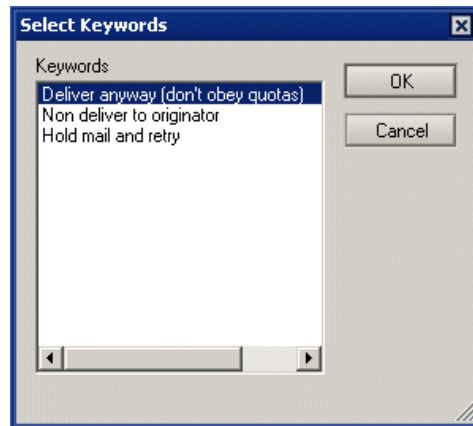 Select Keywords
Keywords
Deliver anyway (don't obey quotas)
Non deliver to originator
Hold mail and retry
OK
Cancel